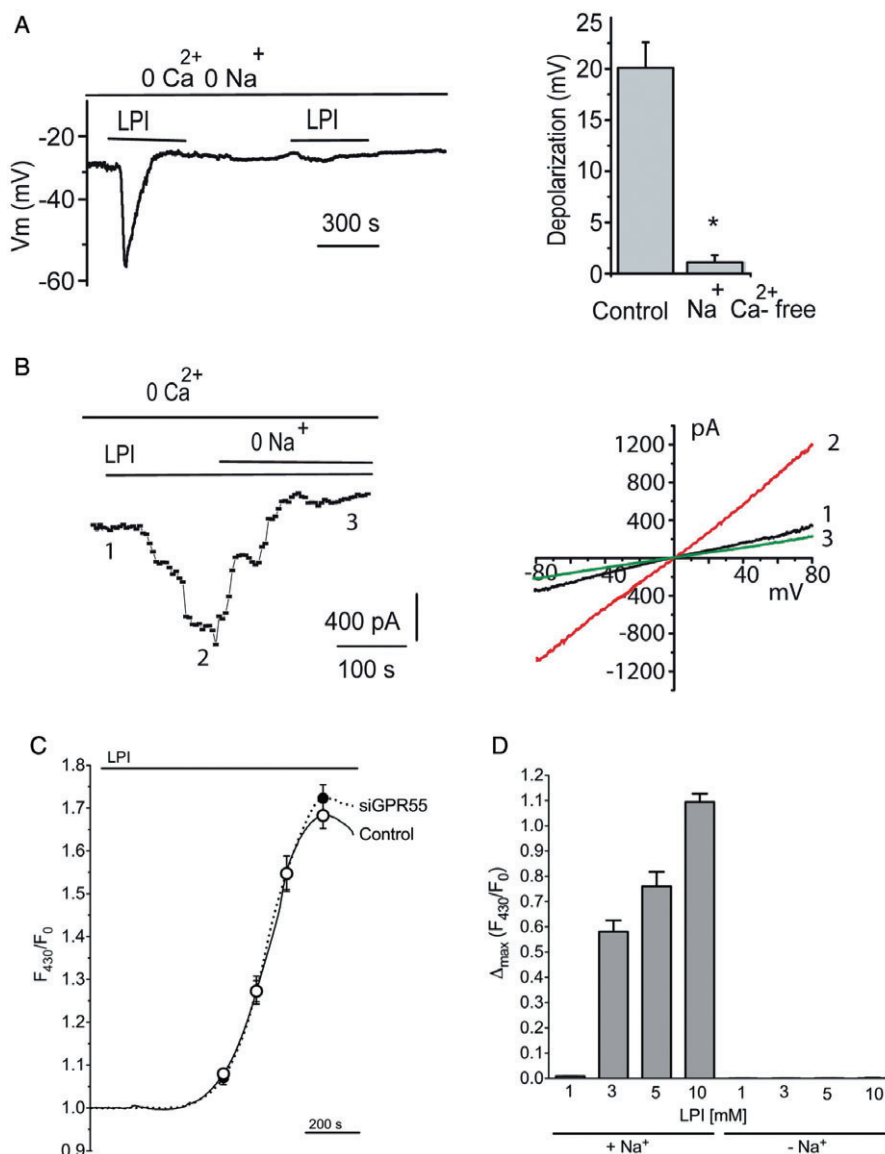 A
0 Ca2+ 0 Na+
LPI LPI
-20
-40
-60
Vm (mV)
300 s
25
20
15
10
5
0
Depolarization (mV)
*
Control Na+ Ca2+- free
B
0 Ca2+
0 Na+
LPI
1
2
3
400 pA
100 s
pA
1200
800
400
-80 40 40 80
mV
400
-800
-1200
2
1
3
C
LPI
1.8
1.7
1.6
1.5
1.4
1.3
1.2
1.1
1.0
0.9
F430/F0
siGPR55
Control
200 s
D
1.2
1.1
1.0
0.9
0.8
0.7
0.6
0.5
0.4
0.3
0.2
0.1
0.0
Δmax (F430/F0)
1 3 5 10 1 3 5 10
LPI [mM]
+ Na+ - Na+